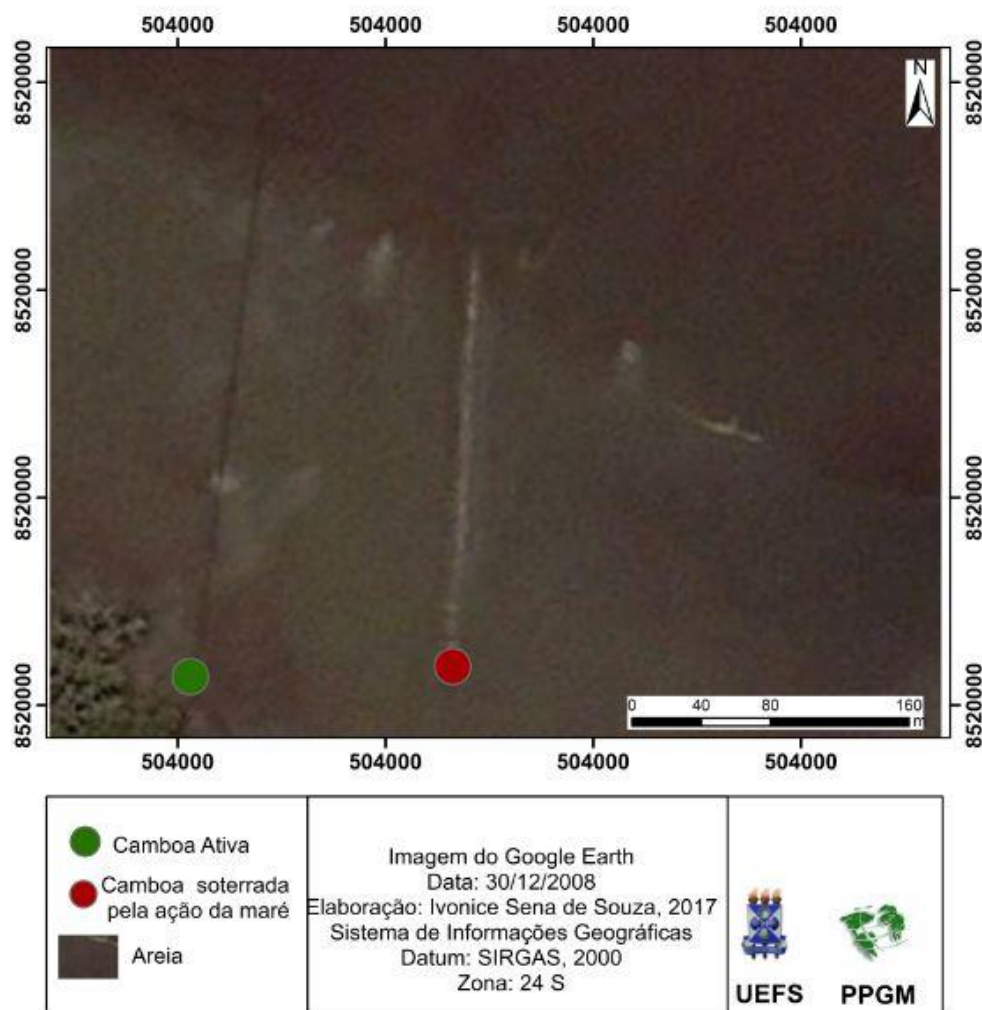 504000 504000 504000 504000
8520000 8520000
N
8520000 8520000
8520000 8520000
8520000 8520000
0 40 80 160
m
504000 504000 504000 504000
Camboa Ativa
Camboa soterrada
pela ação da maré
Areia
Imagem do Google Earth
Data: 30/12/2008
Elaboração: Ivonice Sena de Souza, 2017
Sistema de Informações Geográficas
Datum: SIRGAS, 2000
Zona: 24 S
UEFS PPGM